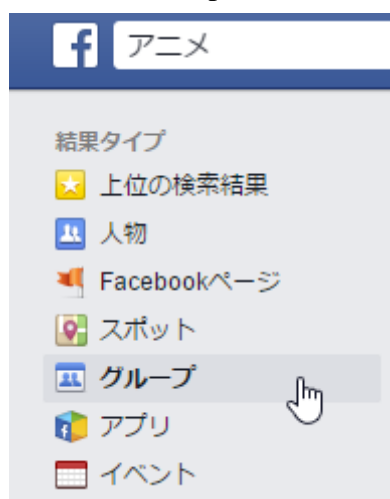 f アニメ
結果タイプ
上位の検索結果
人物
Facebookページ
スポット
グループ
アプリ
イベント